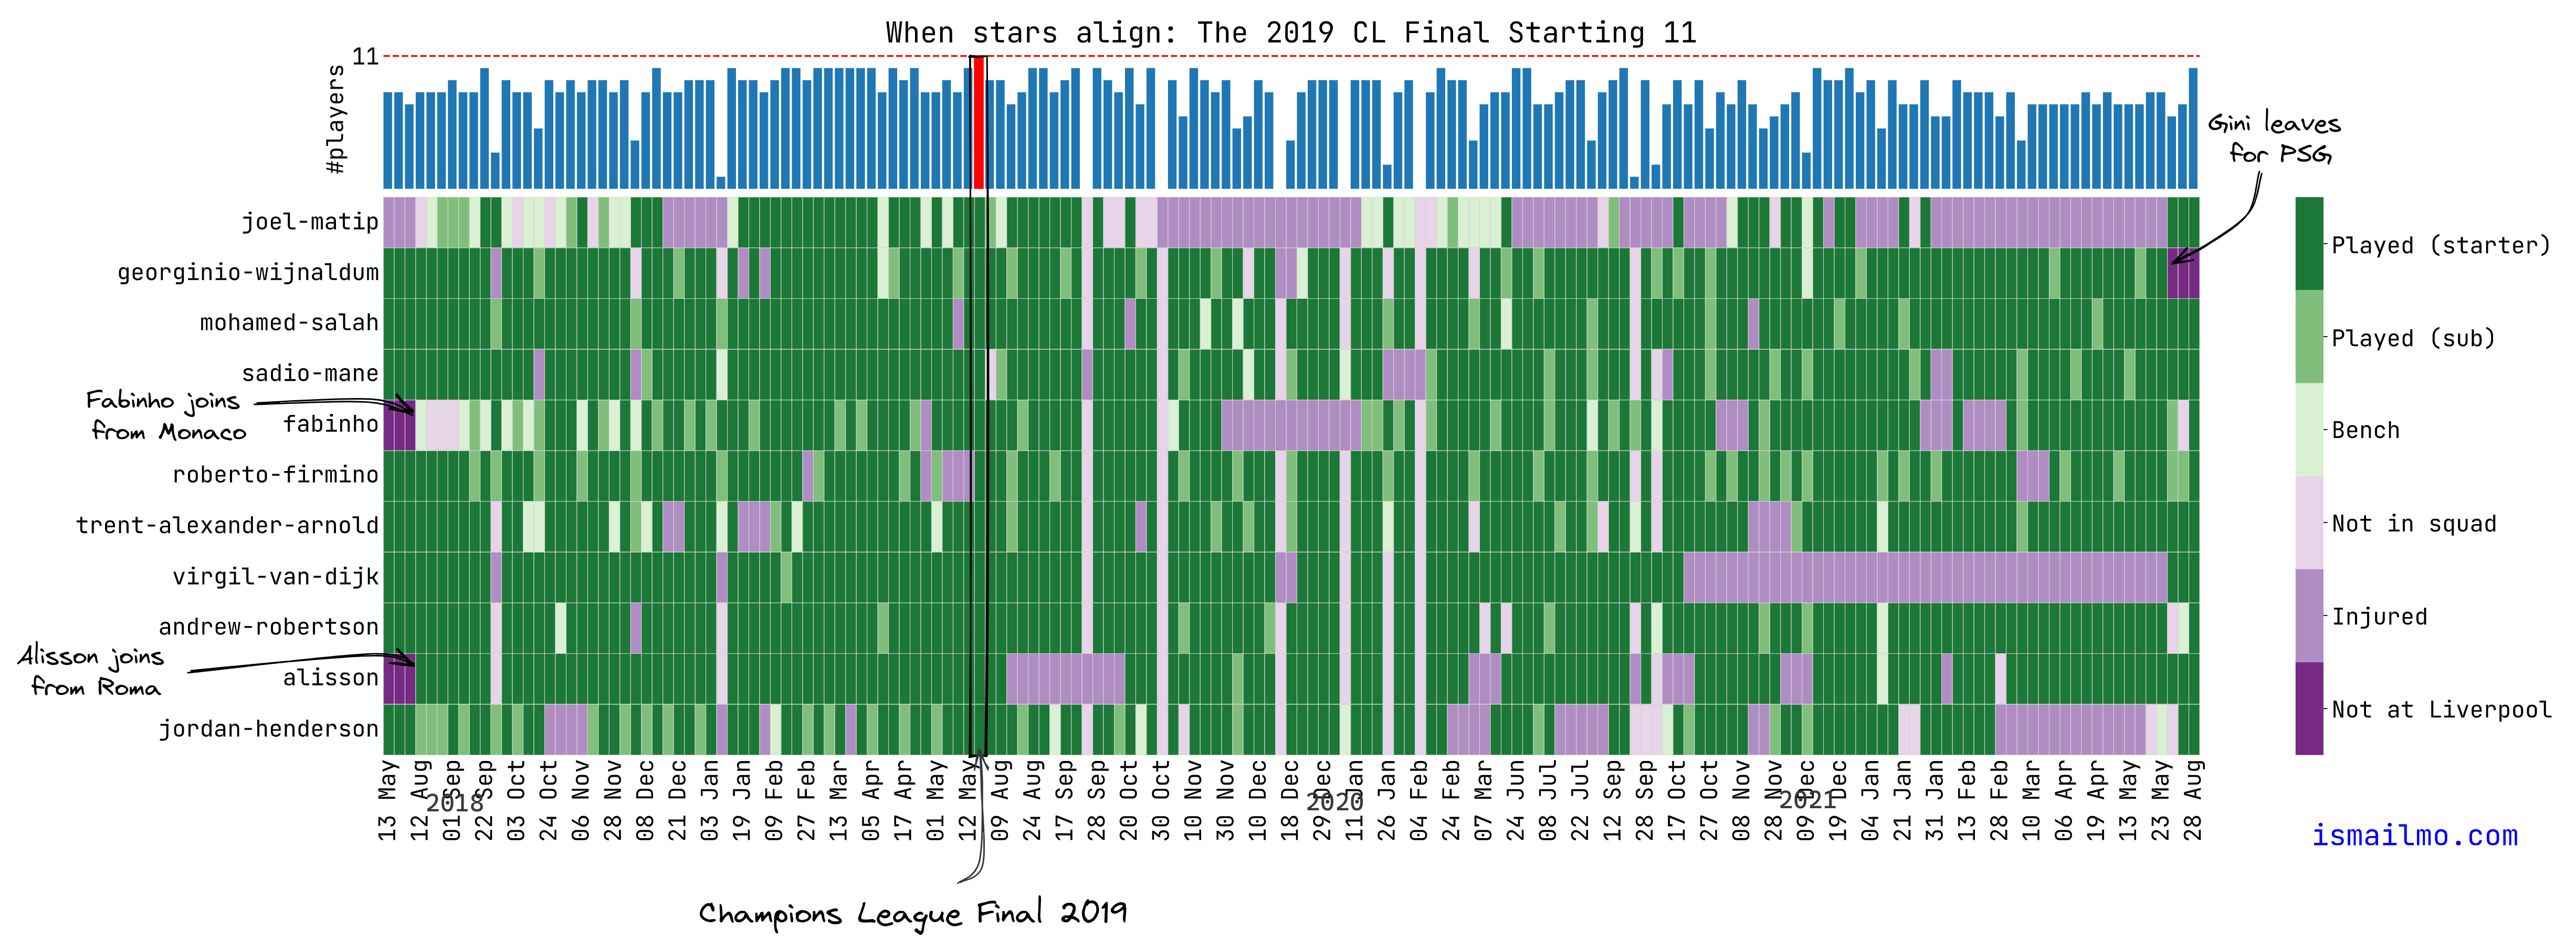 When stars align: The 2019 CL Final Starting 11
11
#players
Gini leaves
for PSG
joel-matip
georginio-wijnaldum
mohamed-salah
sadio-mane
fabinho
roberto-firmino
trent-alexander-arnold
virgil-van-dijk
andrew-robertson
alisson
jordan-henderson
Fabinho joins
from Monaco
Alisson joins
from Roma
Played (starter)
Played (sub)
Bench
Not in squad
Injured
Not at Liverpool
13 May
12 Aug
01 Sep
22 Sep
03 Oct
24 Oct
06 Nov
28 Nov
08 Dec
21 Dec
03 Jan
19 Jan
09 Feb
27 Feb
13 Mar
05 Apr
17 Apr
01 May
12 May
09 Aug
24 Aug
17 Sep
28 Sep
20 Oct
30 Oct
10 Nov
30 Nov
10 Dec
18 Dec
29 Dec
11 Jan
26 Jan
04 Feb
24 Feb
07 Mar
24 Jun
08 Jul
22 Jul
12 Sep
28 Sep
17 Oct
27 Oct
08 Nov
28 Nov
09 Dec
19 Dec
04 Jan
21 Jan
31 Jan
13 Feb
28 Feb
10 Mar
06 Apr
19 Apr
13 May
23 May
28 Aug
2018
2020
2021
ismailmo.com
Champions League Final 2019